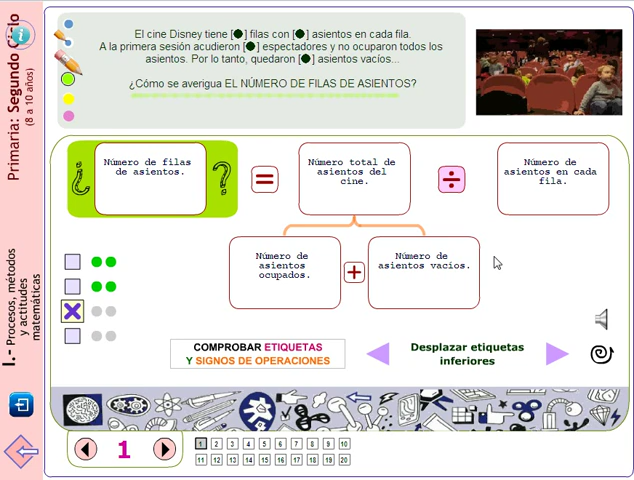 El cine Disney tiene [●] filas con [●] asientos en cada fila.
A la primera sesión acudieron [●] espectadores y no ocuparon todos los
asientos. Por lo tanto, quedaron [●] asientos vacíos...
¿Cómo se averigua EL NÚMERO DE FILAS DE ASIENTOS?
Primaria: Segundo Ciclo
(8 a 10 años)
I.- Procesos, métodos
y actitudes
matemáticas
¿
Número de filas
de asientos.
?
=
Número total de
asientos del
cine.
÷
Número de
asientos en cada
fila.
Número de
asientos
ocupados.
+
Número de
asientos vacíos.
COMPROBAR ETIQUETAS
Y SIGNOS DE OPERACIONES
Desplazar etiquetas
inferiores
1
1 2 3 4 5 6 7 8 9 10
11 12 13 14 15 16 17 18 19 20